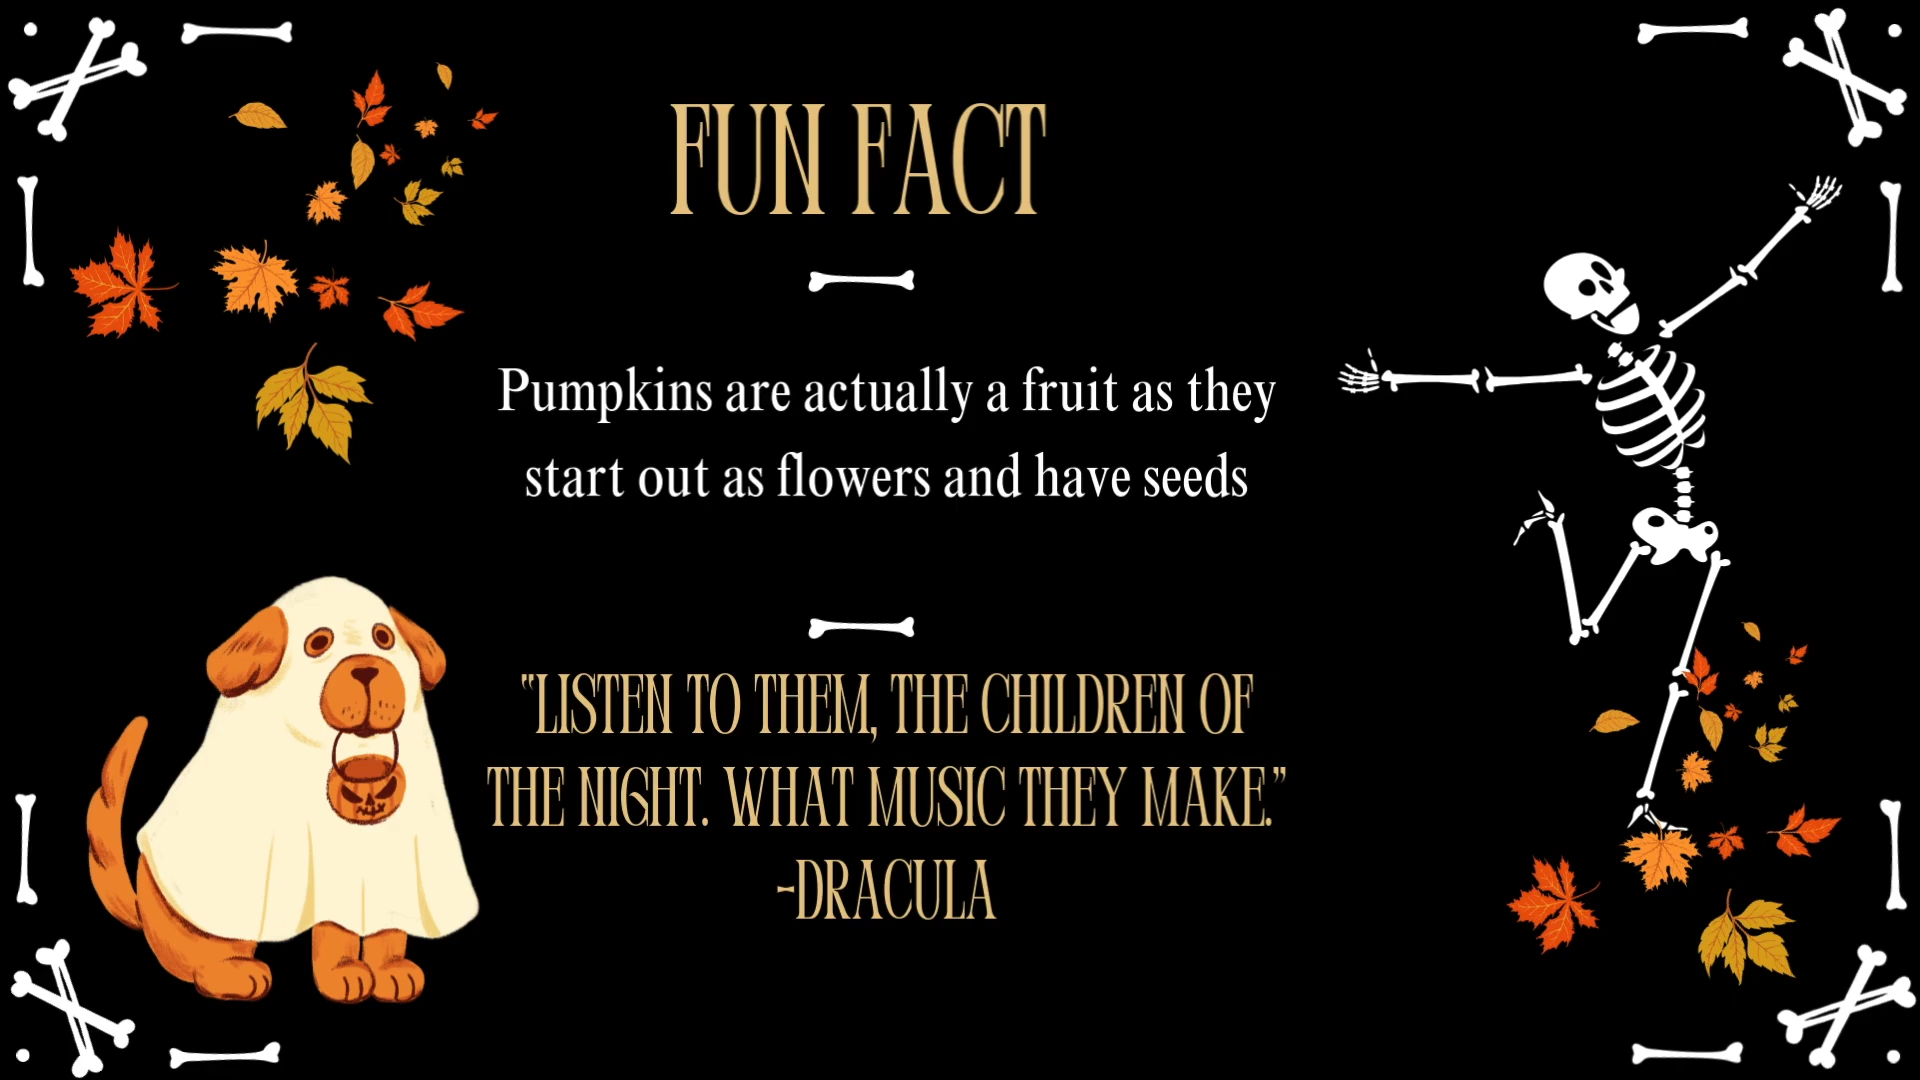 FUN FACT
Pumpkins are actually a fruit as they
start out as flowers and have seeds
"LISTEN TO THEM, THE CHILDREN OF
THE NIGHT. WHAT MUSIC THEY MAKE."
-DRACULA